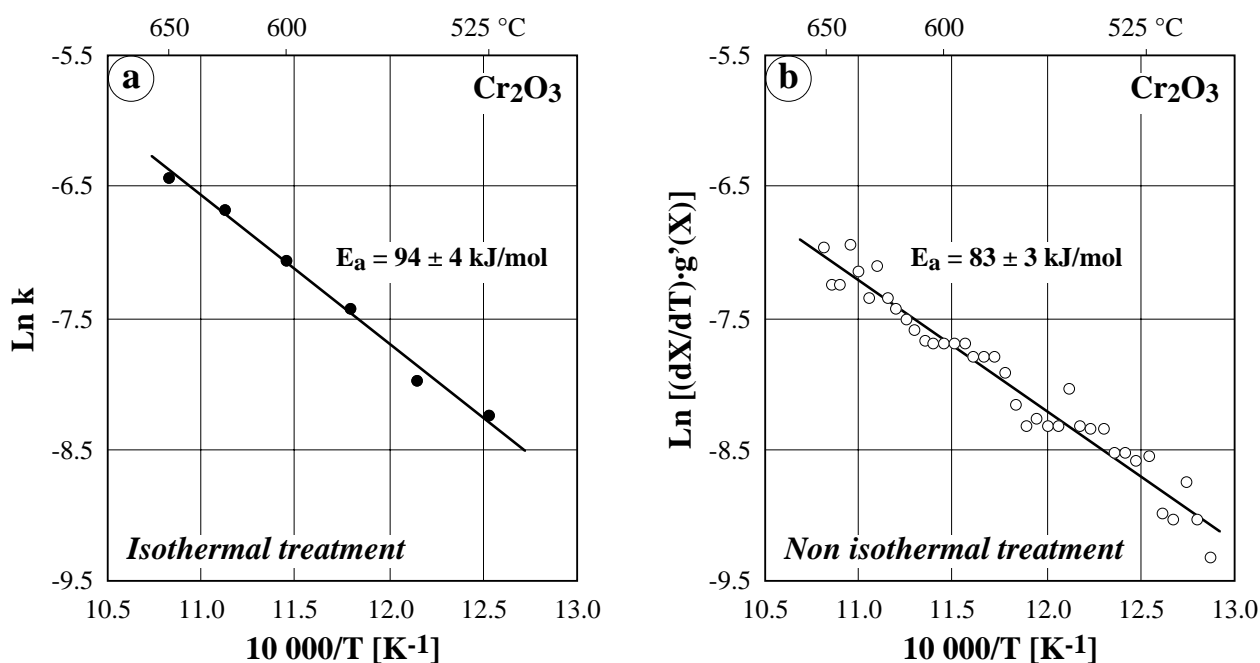 650 600 525 °C
-5.5
a
Cr2O3
-6.5
Ea = 94 ± 4 kJ/mol
Ln k
-7.5
-8.5
Isothermal treatment
-9.5
10.5 11.0 11.5 12.0 12.5 13.0
10 000/T [K-1]
650 600 525 °C
-5.5
b
Cr2O3
-6.5
Ea = 83 ± 3 kJ/mol
Ln [(dX/dT)·g'(X)]
-7.5
-8.5
Non isothermal treatment
-9.5
10.5 11.0 11.5 12.0 12.5 13.0
10 000/T [K-1]